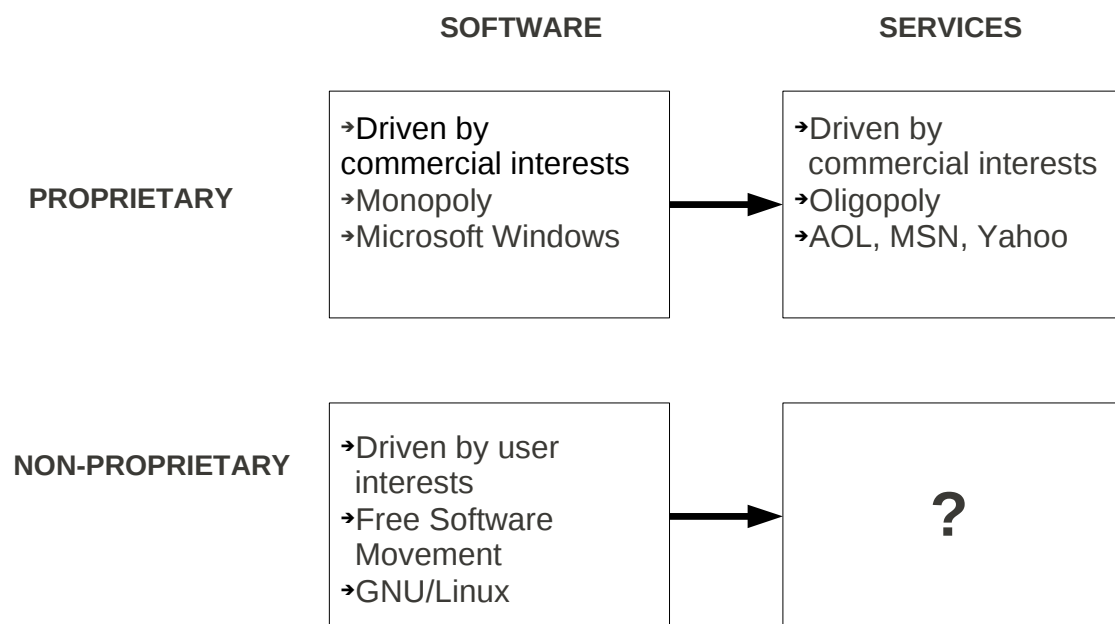 SOFTWARE SERVICES
PROPRIETARY
→Driven by
commercial interests
→Monopoly
→Microsoft Windows
→Driven by
commercial interests
→Oligopoly
→AOL, MSN, Yahoo
NON-PROPRIETARY
→Driven by user
interests
→Free Software
Movement
→GNU/Linux
?